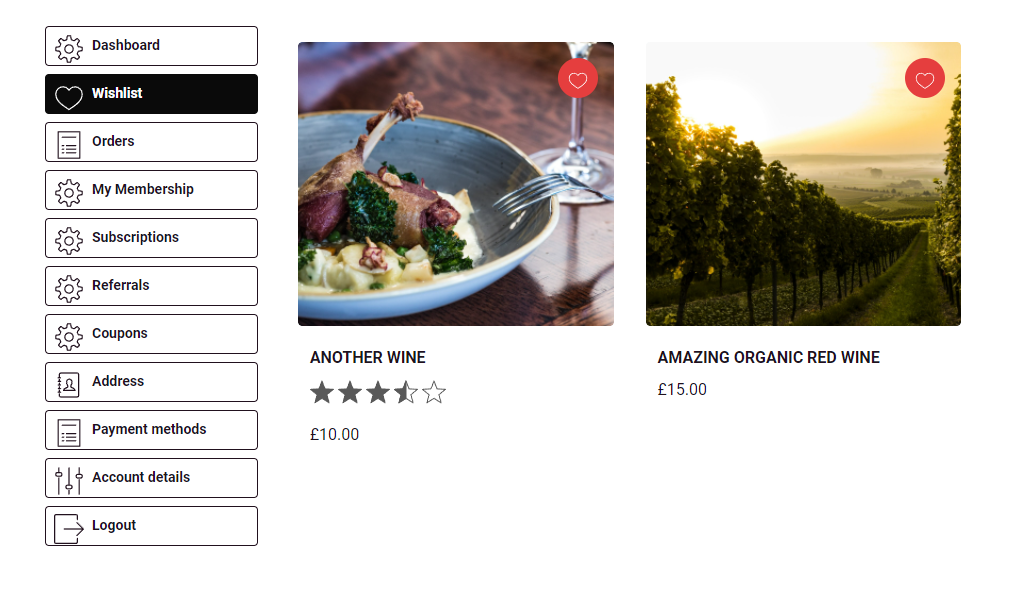 Dashboard
Wishlist
Orders
My Membership
Subscriptions
Referrals
Coupons
Address
Payment methods
Account details
Logout
ANOTHER WINE
£10.00
AMAZING ORGANIC RED WINE
£15.00